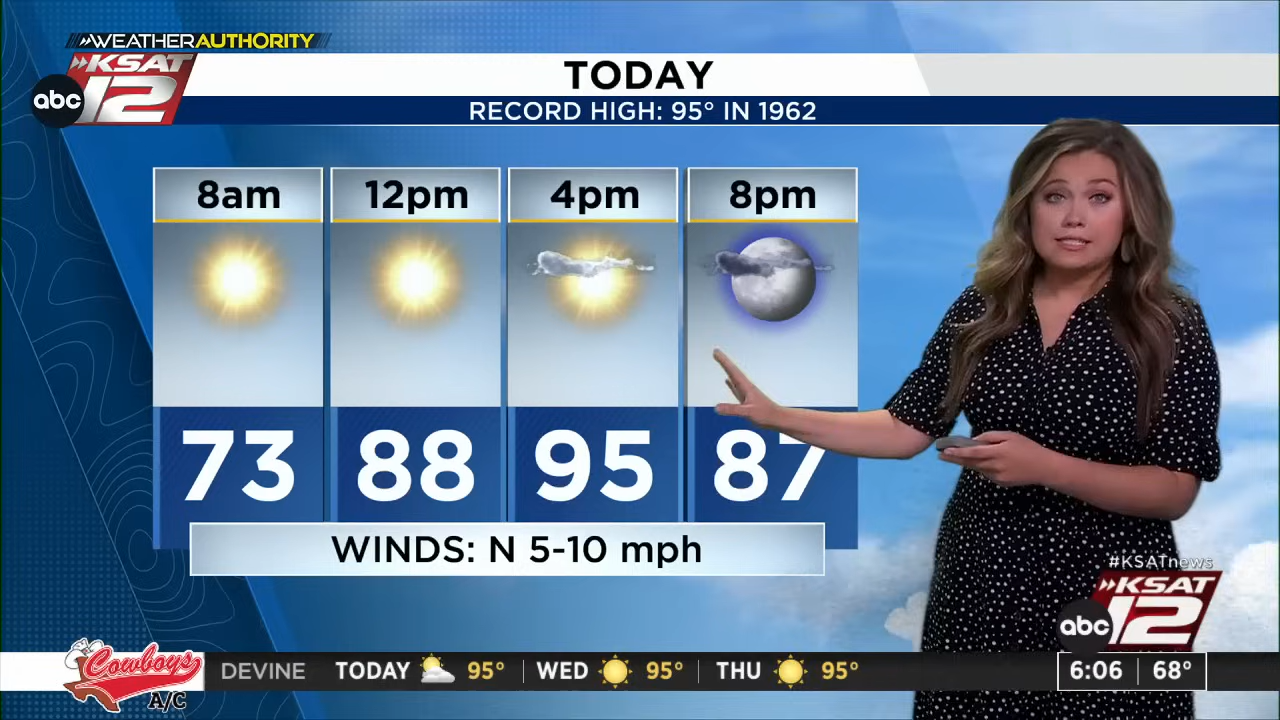 WEATHERAUTHORITY
KSAT
abc 12
TODAY
RECORD HIGH: 95° IN 1962
8am 12pm 4pm 8pm
73 88 95 87
WINDS: N 5-10 mph
#KSATnews
KSAT
abc 12
Cowboys
A/C
DEVINE TODAY 95° WED 95° THU 95° 6:06 68°